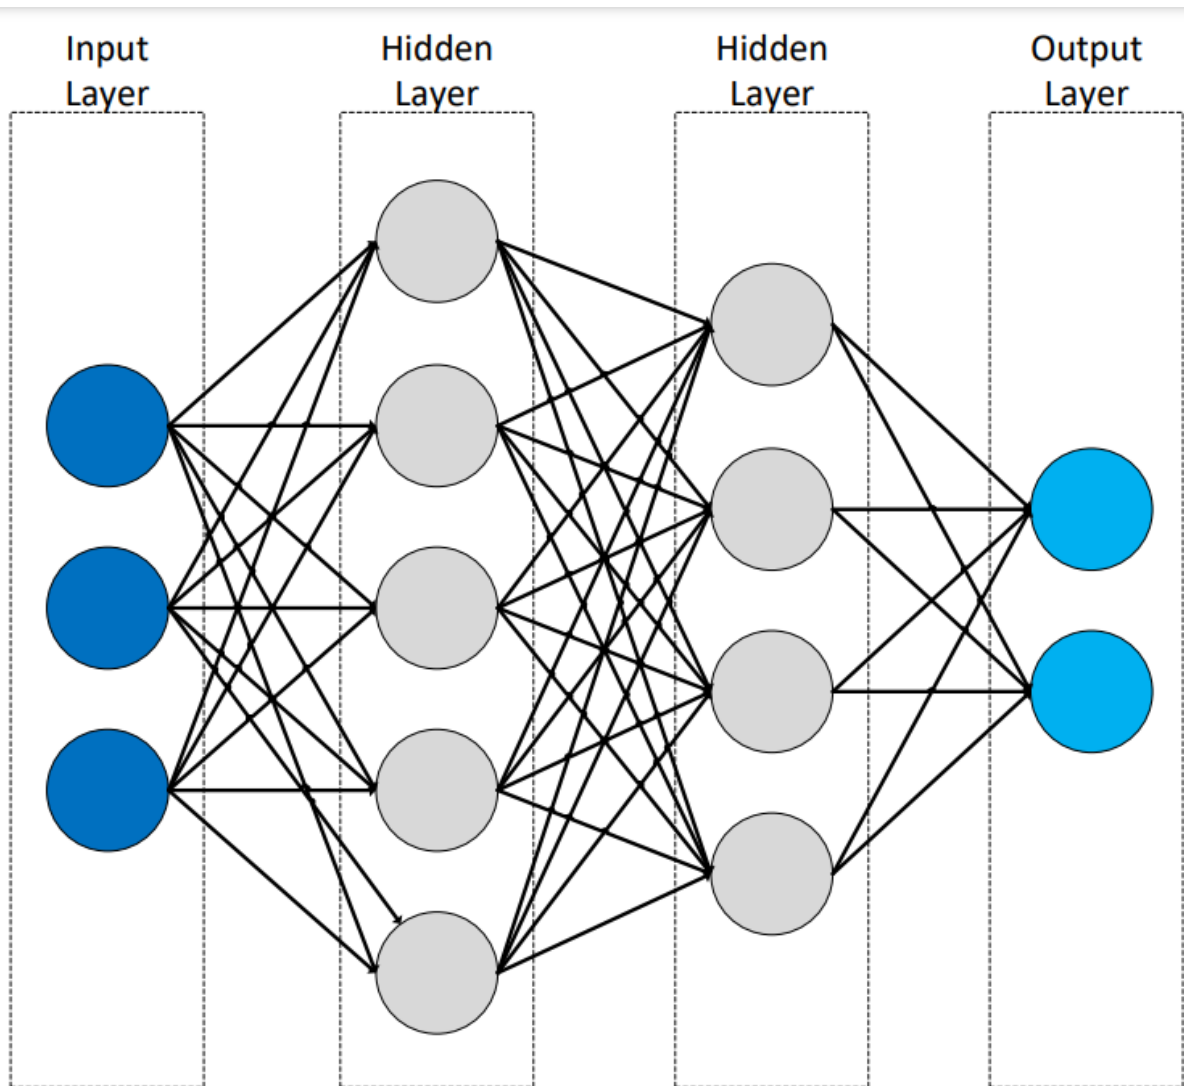 Input
Layer
Hidden
Layer
Hidden
Layer
Output
Layer